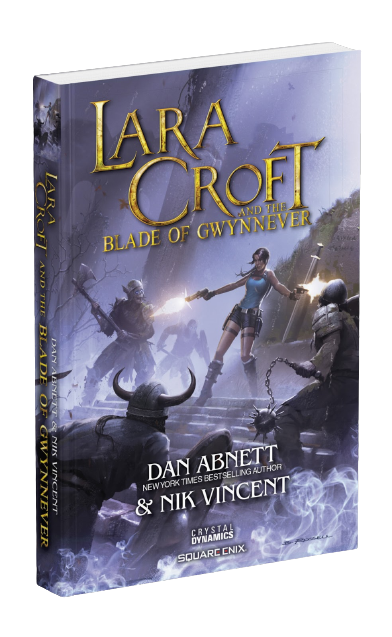 LARA
CROFT
AND THE
BLADE OF GWYNNEVER
DAN ABNETT
NEW YORK TIMES BESTSELLING AUTHOR
& NIK VINCENT
CRYSTAL
DYNAMICS
SQUARE ENIX
LARA CROFT AND THE BLADE OF GWYNNEVER
DAN ABNETT & NIK VINCENT